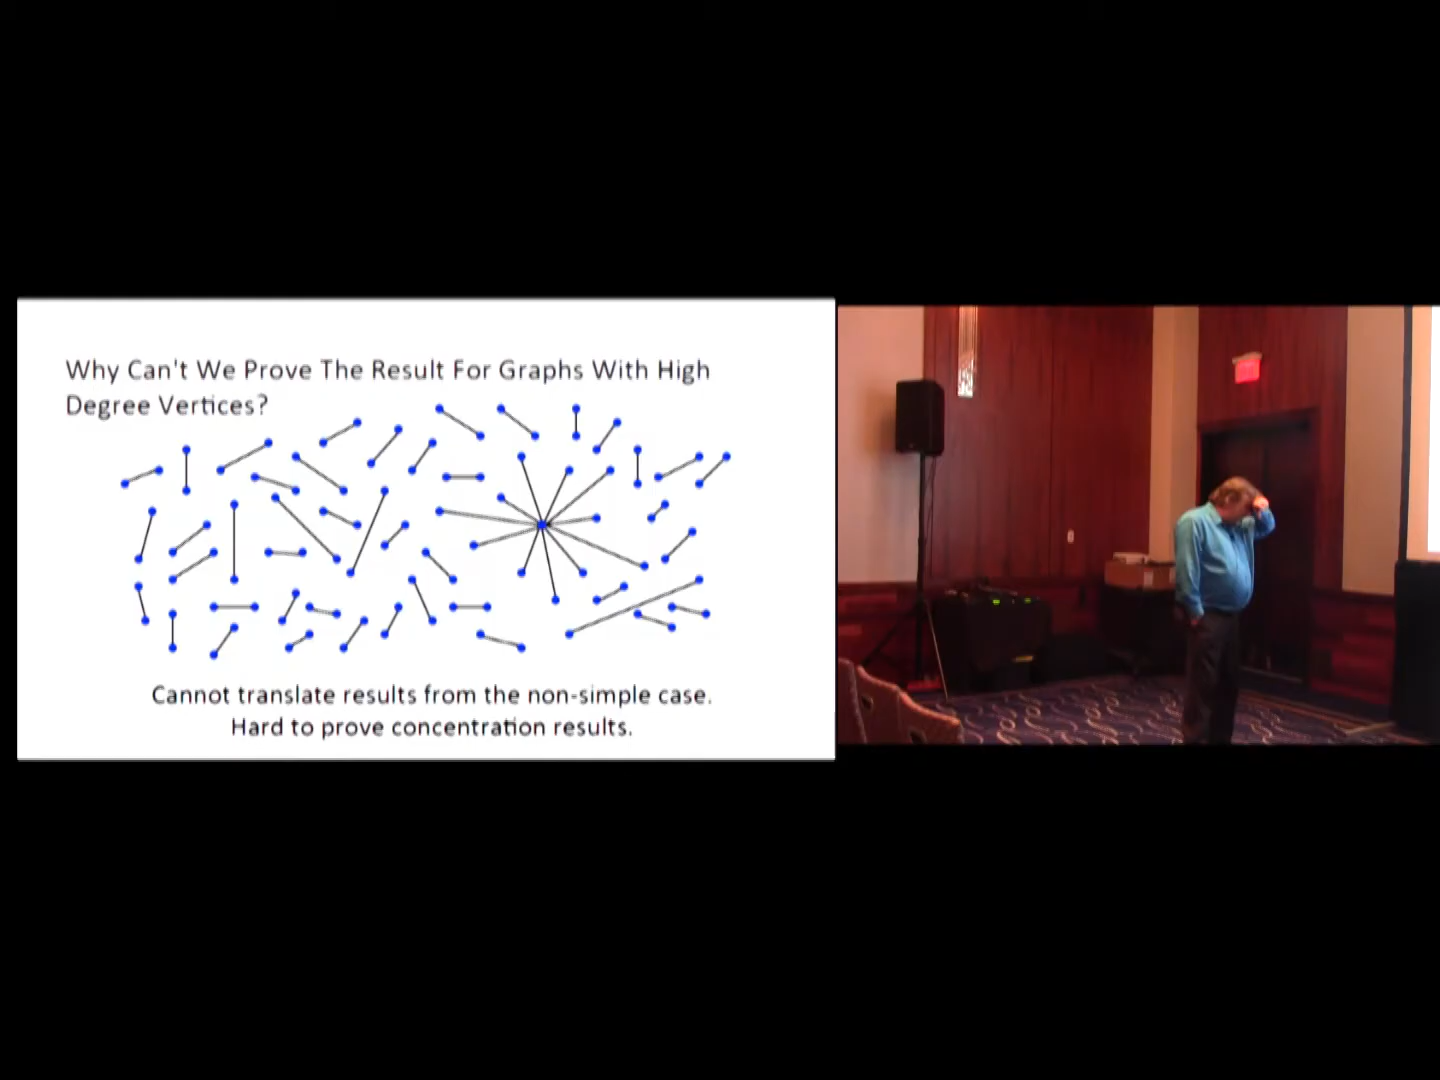 Why Can't We Prove The Result For Graphs With High
Degree Vertices?
Cannot translate results from the non-simple case.
Hard to prove concentration results.